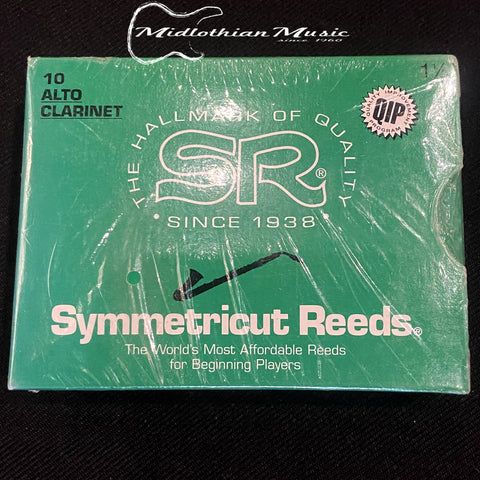 Midlothian Music
since 1960
10
ALTO
CLARINET
THE HALLMARK OF QUALITY
SR®
SINCE 1938
QIP
PROGRAM
Symmetricut Reeds®
The World's Most Affordable Reeds
for Beginning Players